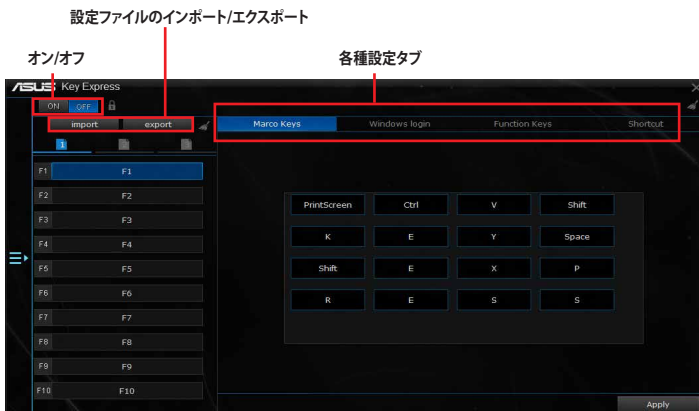 設定ファイルのインポート/エクスポート
オン/オフ
各種設定タブ
ASUS Key Express
ON OFF
import export
Marco Keys Windows login Function Keys Shortcut
1
F1 F1
F2 F2
F3 F3
F4 F4
F5 F5
F6 F6
F7 F7
F8 F8
F9 F9
F10 F10
PrintScreen Ctrl V Shift
K E Y Space
Shift E X P
R E S S
Apply